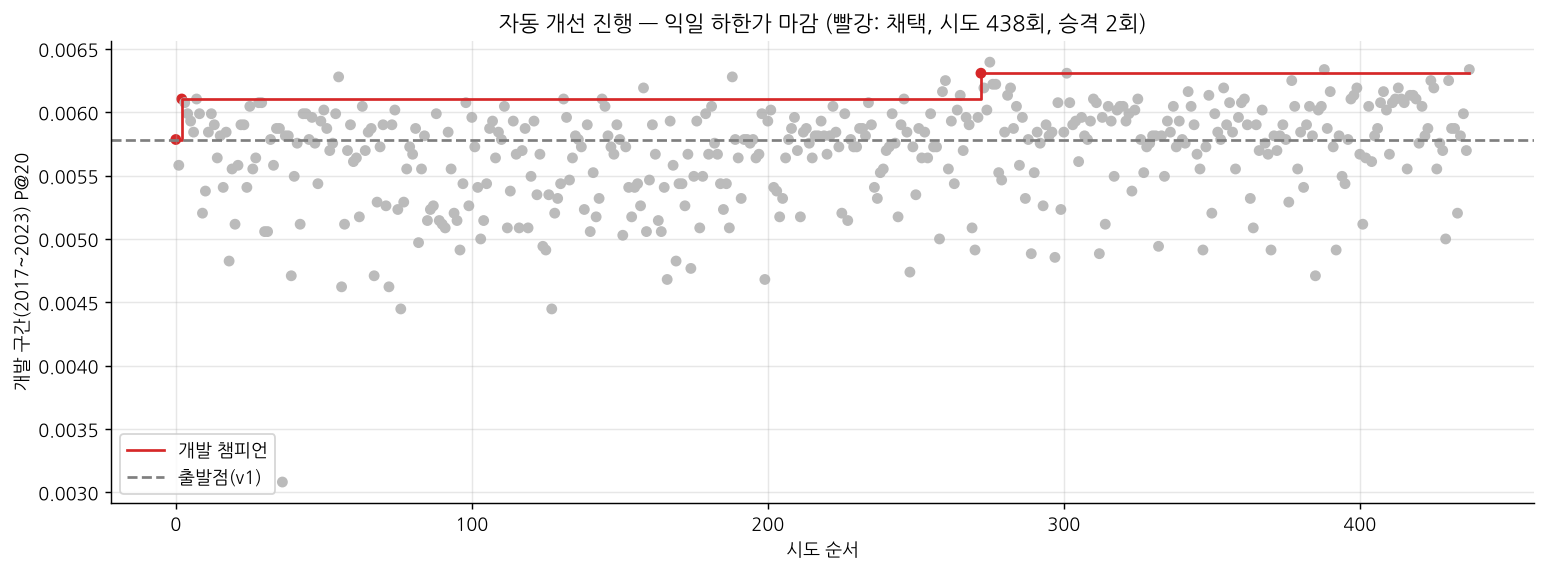 자동 개선 진행 — 익일 하한가 마감 (빨강: 채택, 시도 438회, 승격 2회)
개발 구간(2017~2023) P@20
0.0065
0.0060
0.0055
0.0050
0.0045
0.0040
0.0035
0.0030
개발 챔피언
출발점(v1)
0
100
200
300
400
시도 순서